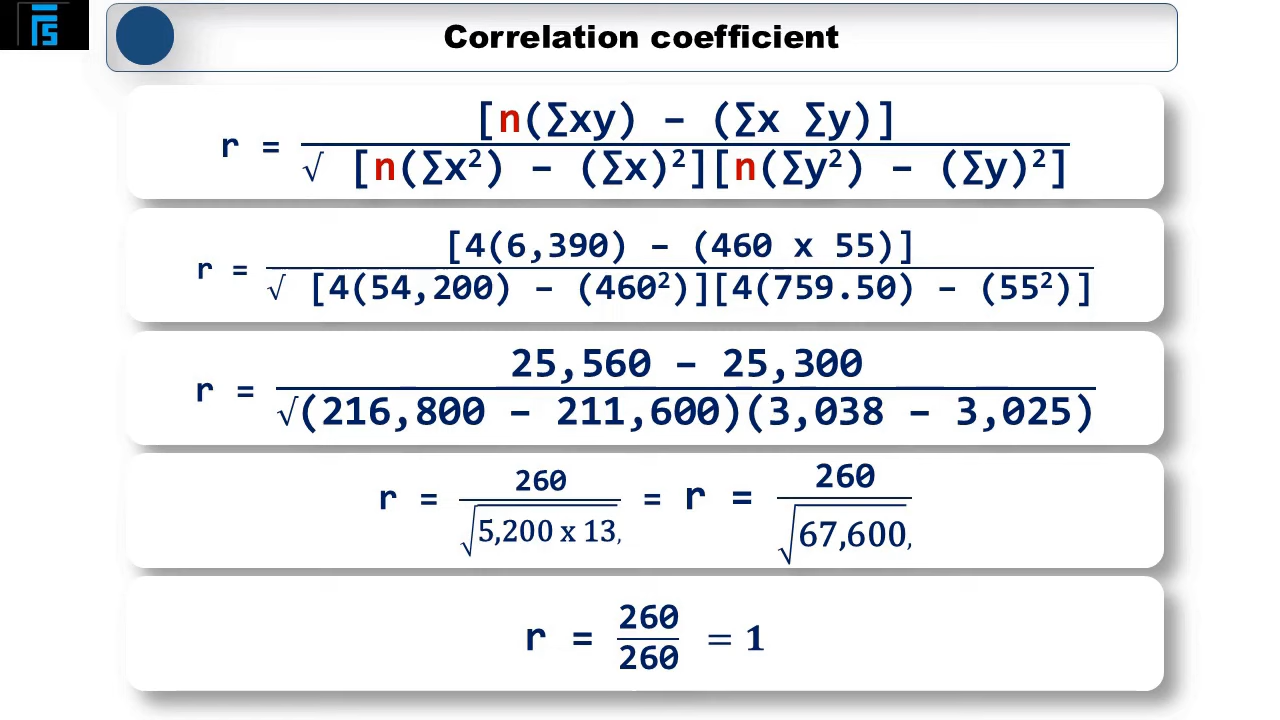 Correlation coefficient
r = [n(∑xy) – (∑x ∑y)]
√ [n(∑x²) – (∑x)²][n(∑y²) – (∑y)²]
r = [4(6,390) – (460 x 55)]
√ [4(54,200) – (460²)][4(759.50) – (55²)]
r = 25,560 – 25,300
√(216,800 – 211,600)(3,038 – 3,025)
r = 260 = r = 260
√5,200 x 13, √67,600,
r = 260 = 1
260